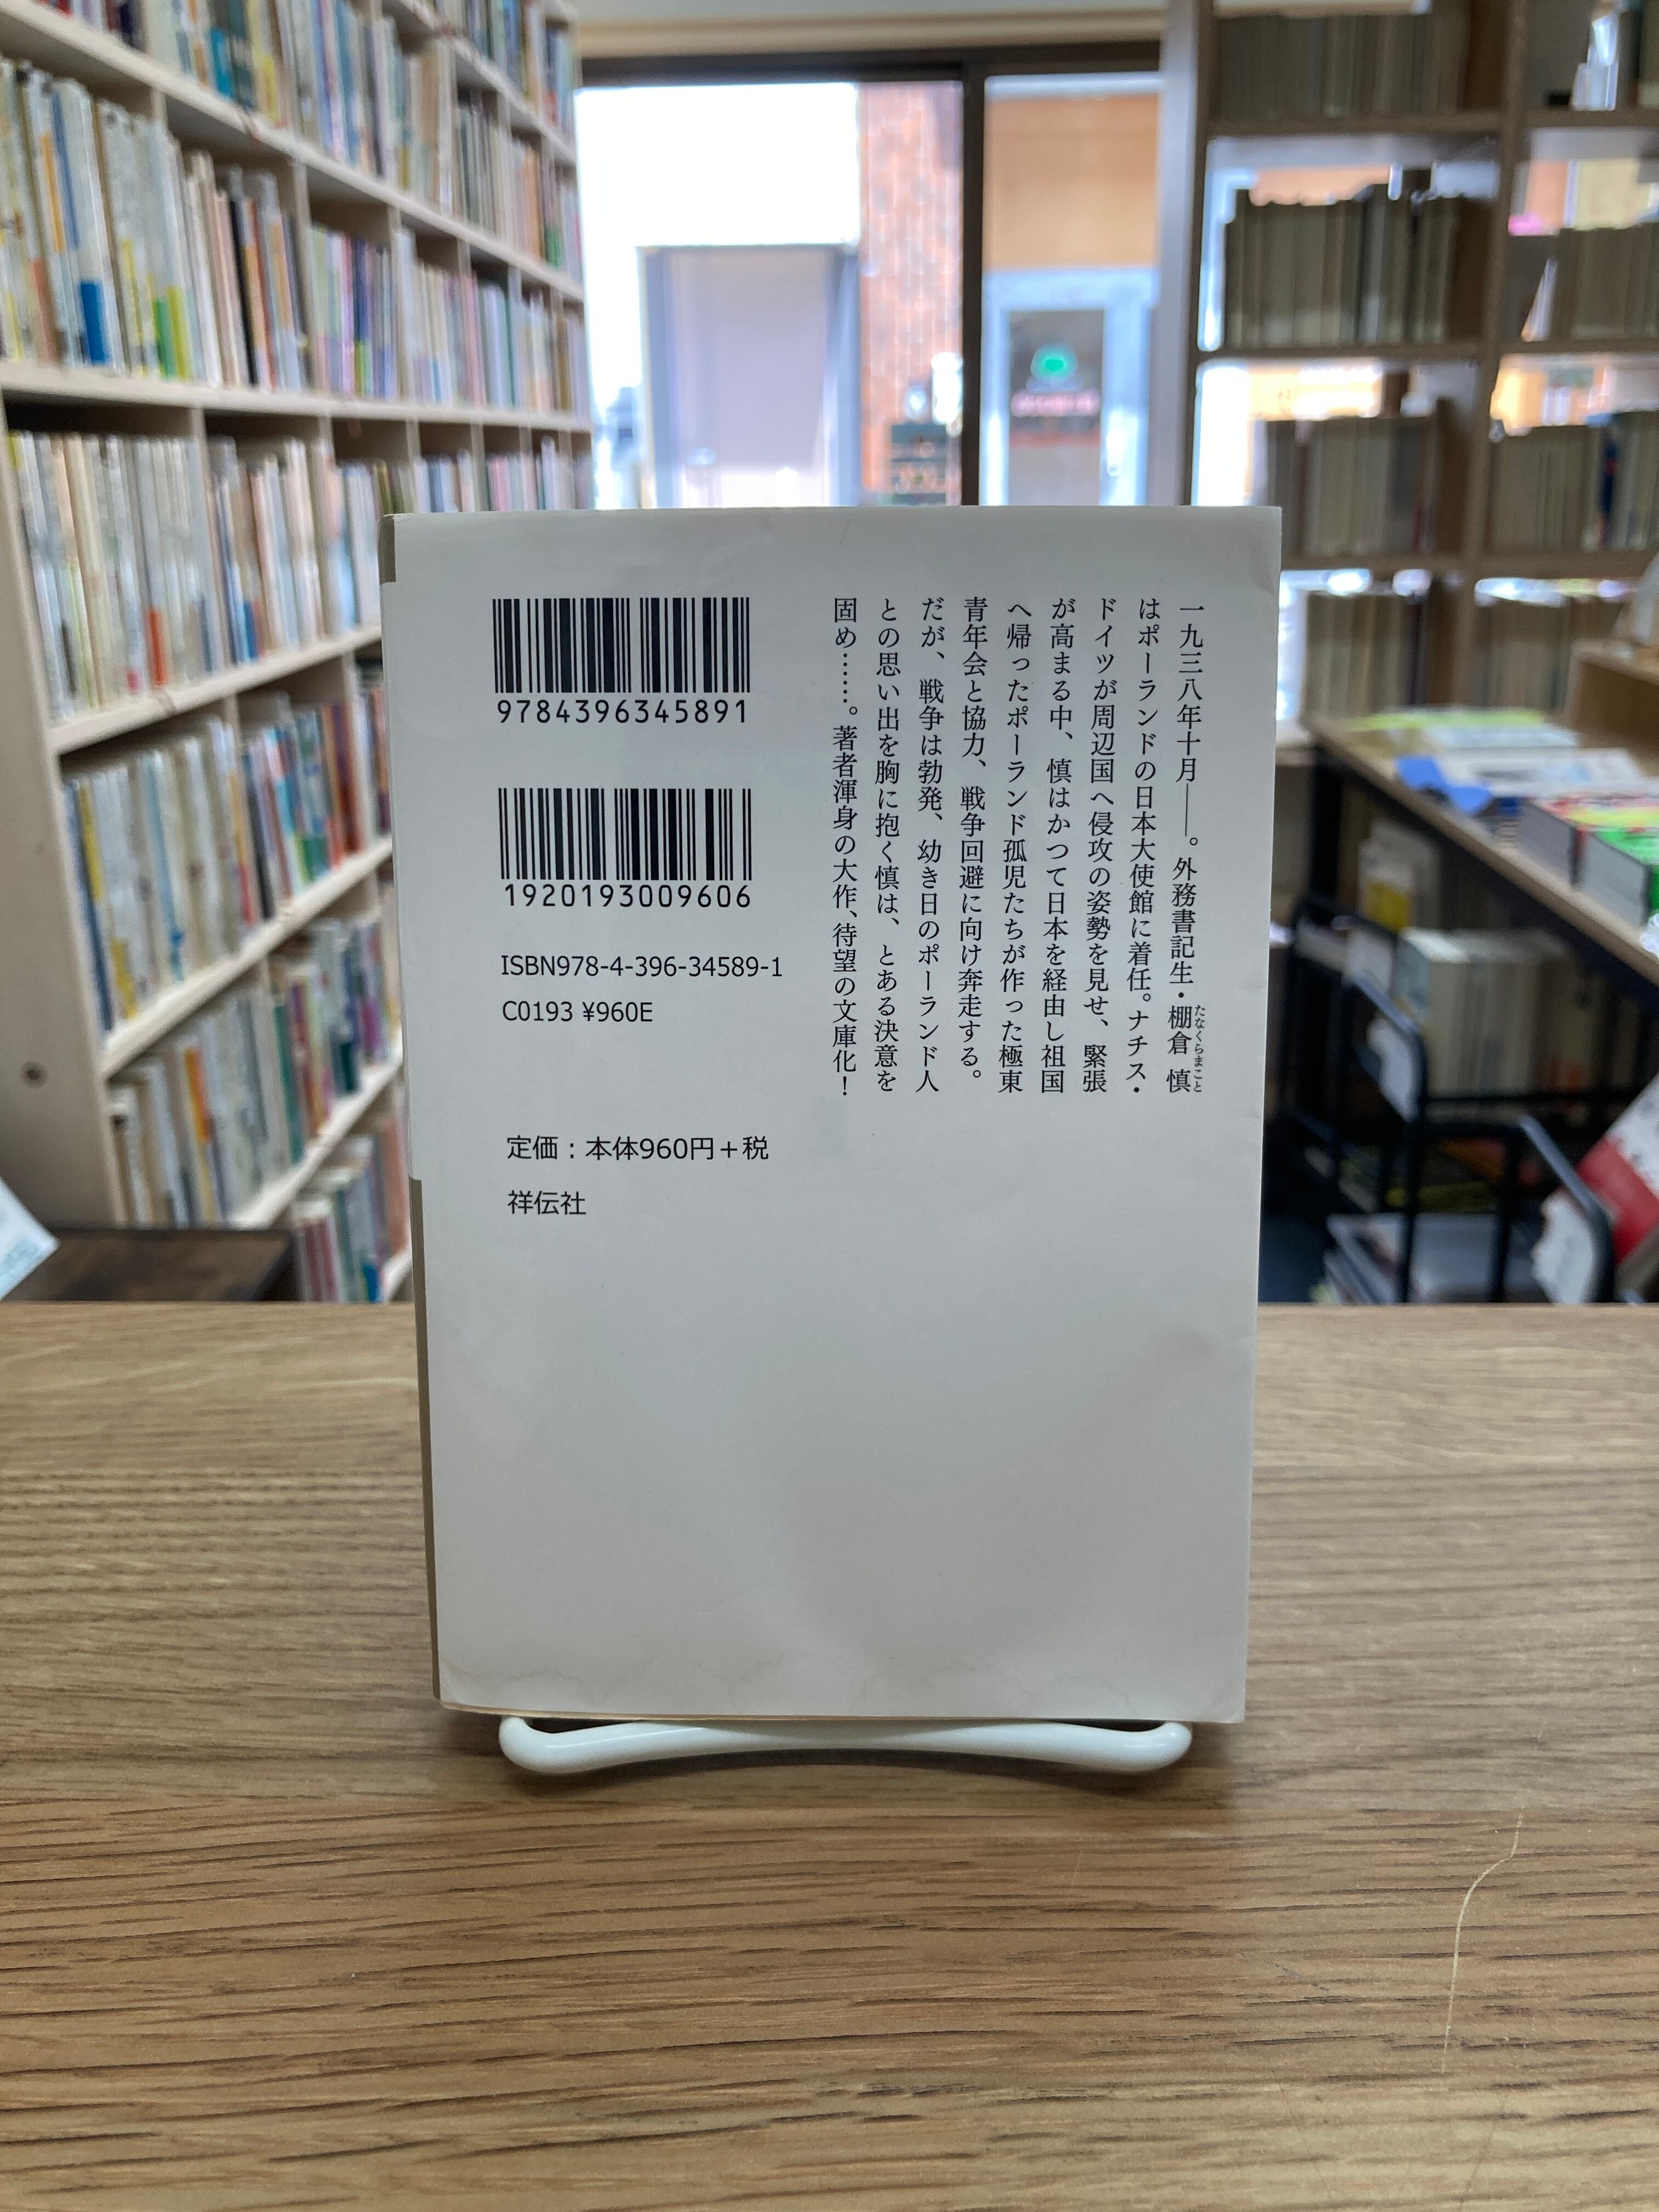 一九三八年十月――。外務書記生・棚倉慎
たなくらまこと
はポーランドの日本大使館に着任。ナチス・
ドイツが周辺国へ侵攻の姿勢を見せ、緊張
が高まる中、慎はかつて日本を経由し祖国
へ帰ったポーランド孤児たちが作った極東
青年会と協力、戦争回避に向け奔走する。
だが、戦争は勃発、幼き日のポーランド人
との思い出を胸に抱く慎は、とある決意を
固め……。著者渾身の大作、待望の文庫化！
9784396345891
1920193009606
ISBN978-4-396-34589-1
C0193 ¥960E
定価：本体960円＋税
祥伝社